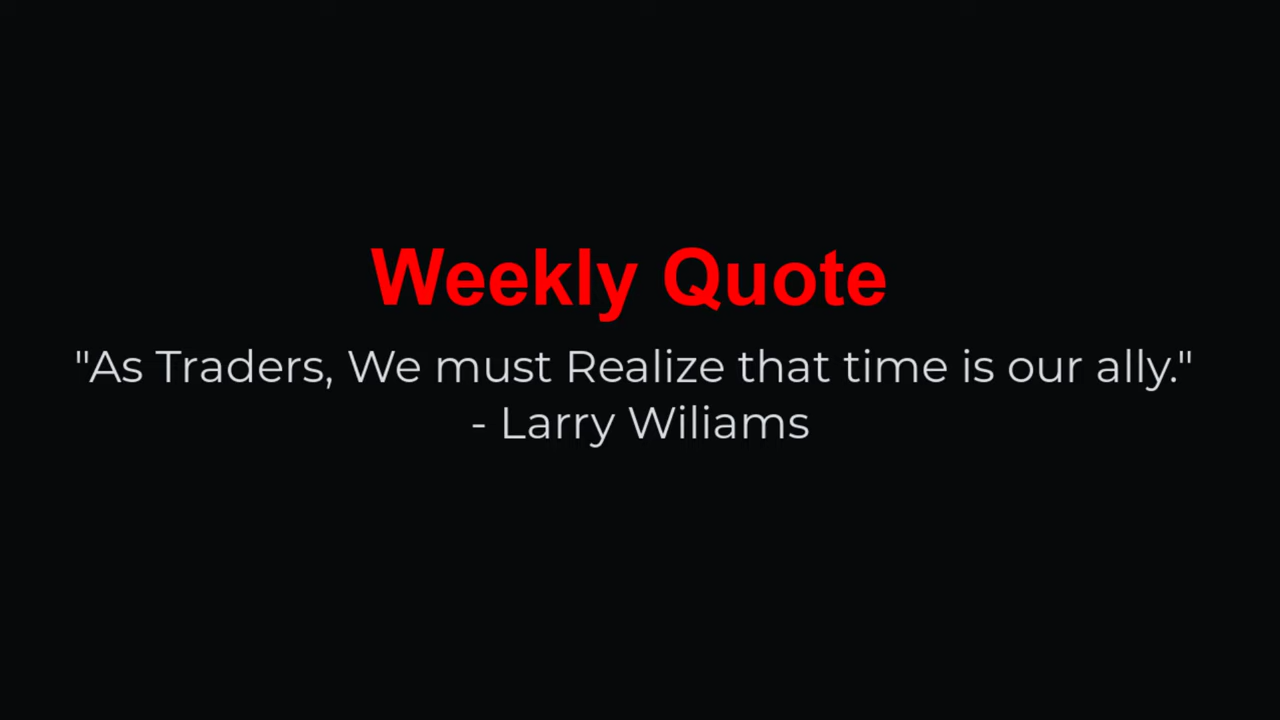 Weekly Quote
"As Traders, We must Realize that time is our ally."
- Larry Wiliams